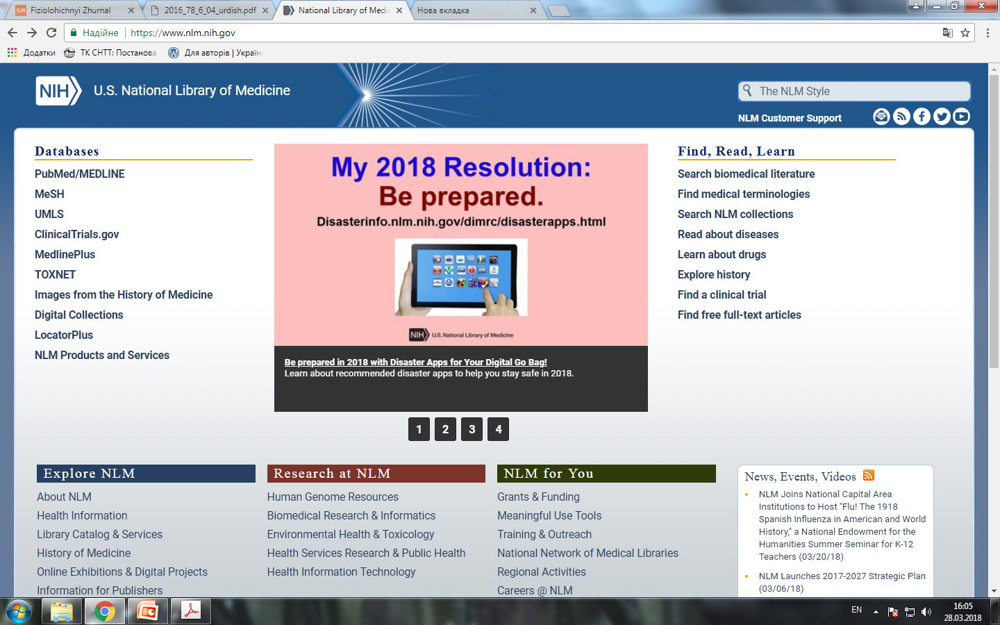 Fiziolohichnyi Zhurnal
2016_78_6_04_urdish.pdf
National Library of Medic
Нова вкладка
Надійне
https://www.nlm.nih.gov
Додатки
ТК СНТТ: Постанова
Для авторів | Україн
NIH
U.S. National Library of Medicine
The NLM Style
NLM Customer Support
Databases
PubMed/MEDLINE
MeSH
UMLS
ClinicalTrials.gov
MedlinePlus
TOXNET
Images from the History of Medicine
Digital Collections
LocatorPlus
NLM Products and Services
My 2018 Resolution:
Be prepared.
Disasterinfo.nlm.nih.gov/dimrc/disasterapps.html
NIH U.S. National Library of Medicine
Be prepared in 2018 with Disaster Apps for Your Digital Go Bag!
Learn about recommended disaster apps to help you stay safe in 2018.
1 2 3 4
Find, Read, Learn
Search biomedical literature
Find medical terminologies
Search NLM collections
Read about diseases
Learn about drugs
Explore history
Find a clinical trial
Find free full-text articles
Explore NLM
About NLM
Health Information
Library Catalog & Services
History of Medicine
Online Exhibitions & Digital Projects
Information for Publishers
Research at NLM
Human Genome Resources
Biomedical Research & Informatics
Environmental Health & Toxicology
Health Services Research & Public Health
Health Information Technology
NLM for You
Grants & Funding
Meaningful Use Tools
Training & Outreach
National Network of Medical Libraries
Regional Activities
Careers @ NLM
News, Events, Videos
NLM Joins National Capital Area
Institutions to Host "Flu! The 1918
Spanish Influenza in American and World
History," a National Endowment for the
Humanities Summer Seminar for K-12
Teachers (03/20/18)
NLM Launches 2017-2027 Strategic Plan
(03/06/18)
EN
16:05
28.03.2018